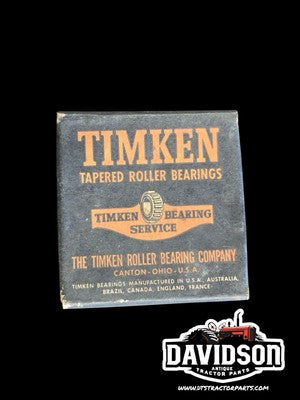 TIMKEN
TAPERED ROLLER BEARINGS
TIMKEN BEARING
SERVICE
THE TIMKEN ROLLER BEARING COMPANY
CANTON-OHIO-U.S.A.
TIMKEN BEARINGS MANUFACTURED IN U.S.A., AUSTRALIA,
BRAZIL, CANADA, ENGLAND, FRANCE
DAVIDSON
ANTIQUE
TRACTOR PARTS
WWW.DTSTRACTORPARTS.COM